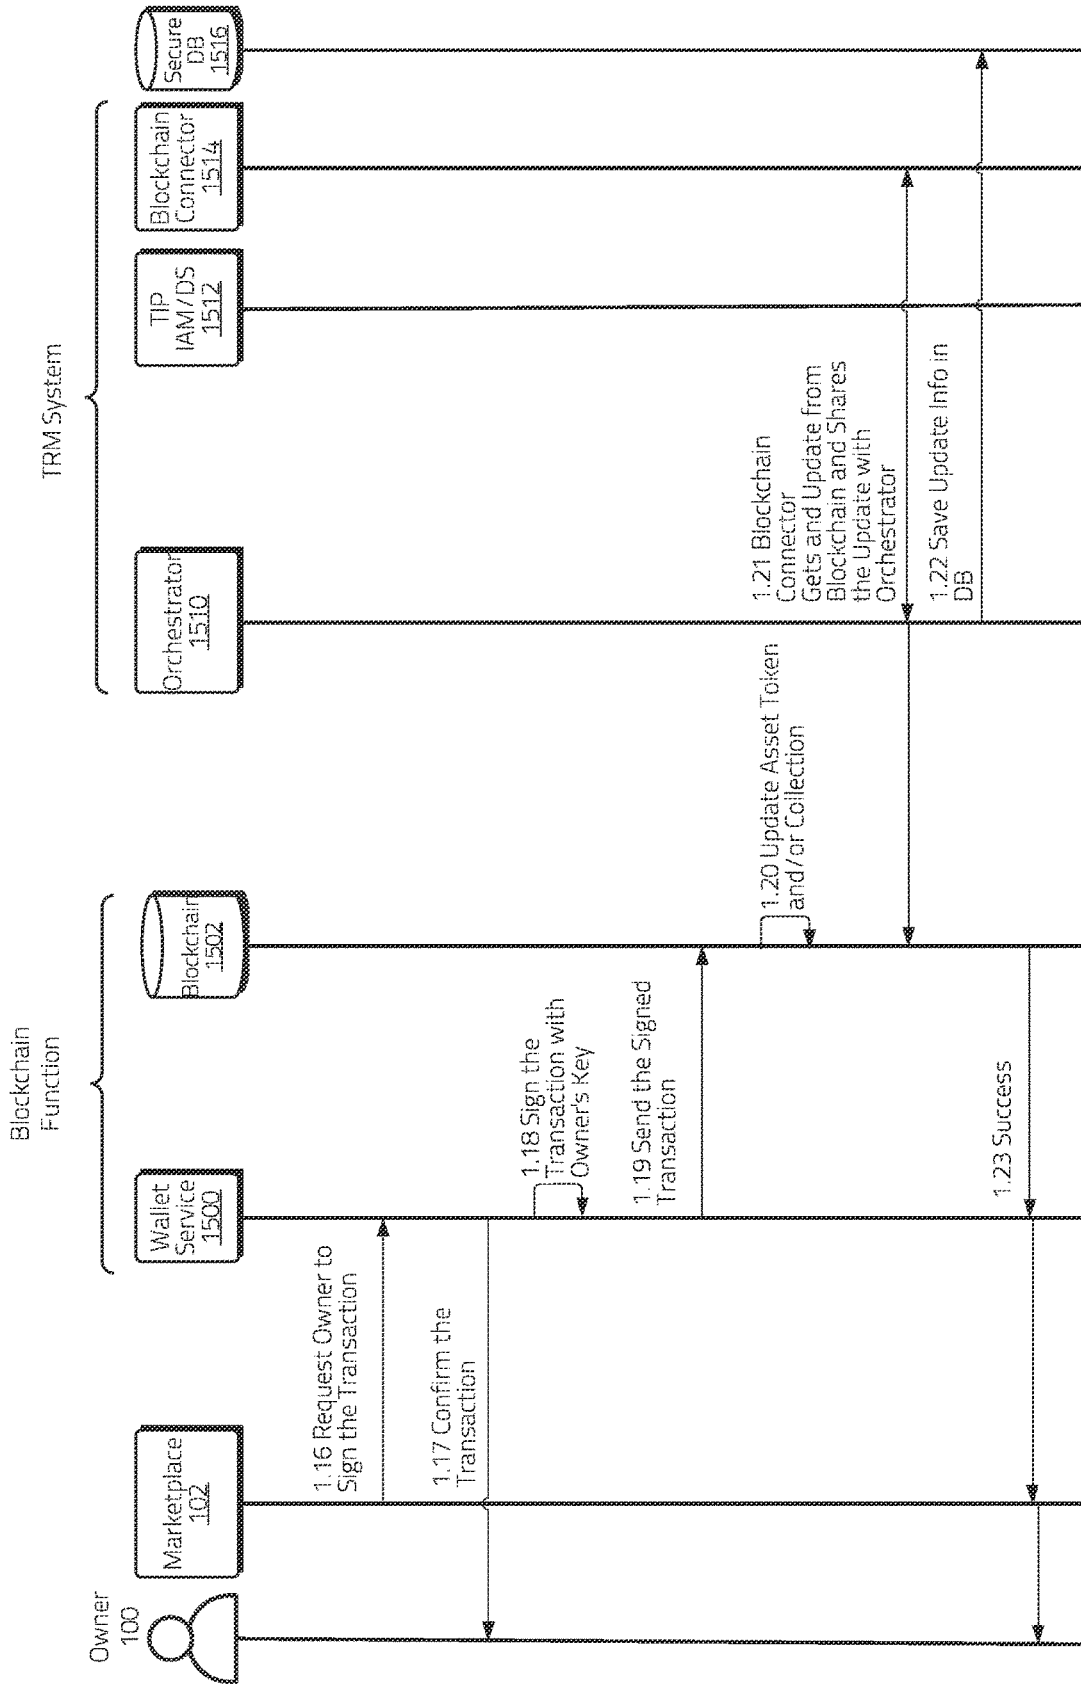 Owner
100
Marketplace
102
Blockchain
Function
Wallet
Service
1500
Blockchain
1502
TRM System
Orchestrator
1510
TIP
IAM/DS
1512
Blockchain
Connector
1514
Secure
DB
1516
1.16 Request Owner to
Sign the Transaction
1.17 Confirm the
Transaction
1.18 Sign the
Transaction with
Owner's Key
1.19 Send the Signed
Transaction
1.20 Update Asset Token
and/or Collection
1.21 Blockchain
Connector
Gets and Update from
Blockchain and Shares
the Update with
Orchestrator
1.22 Save Update Info in
DB
1.23 Success